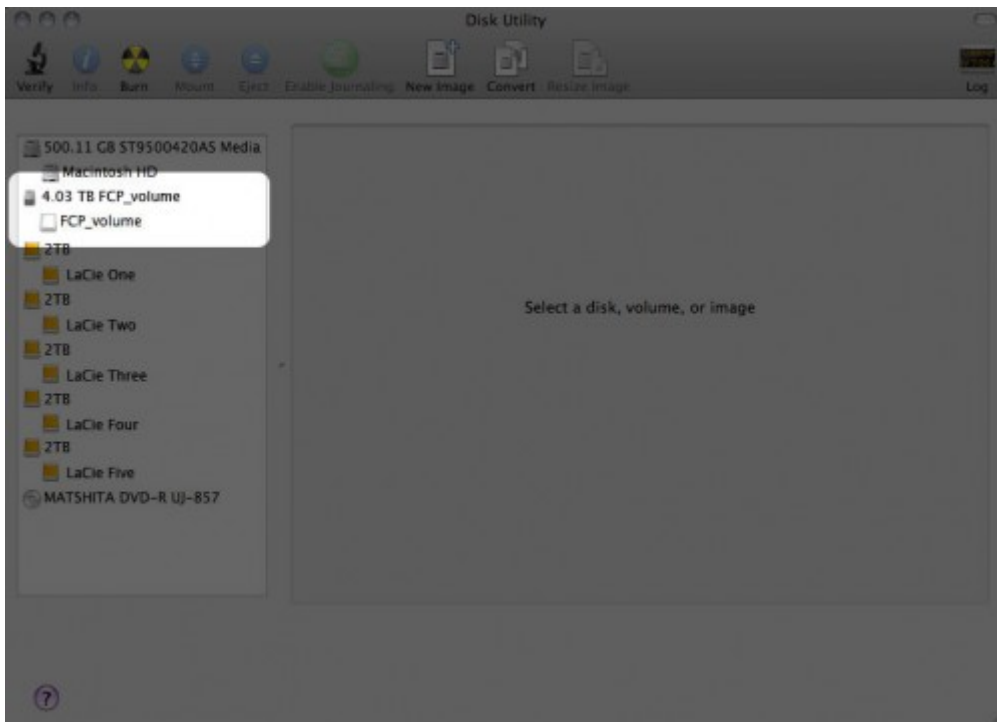 Disk Utility
Verify Info Burn Mount Eject Enable Journaling New Image Convert Resize Image Log
500.11 GB ST9500420AS Media
Macintosh HD
4.03 TB FCP_volume
FCP_volume
2TB
LaCie One
2TB
LaCie Two
2TB
LaCie Three
2TB
LaCie Four
2TB
LaCie Five
MATSHITA DVD-R UJ-857
Select a disk, volume, or image
?